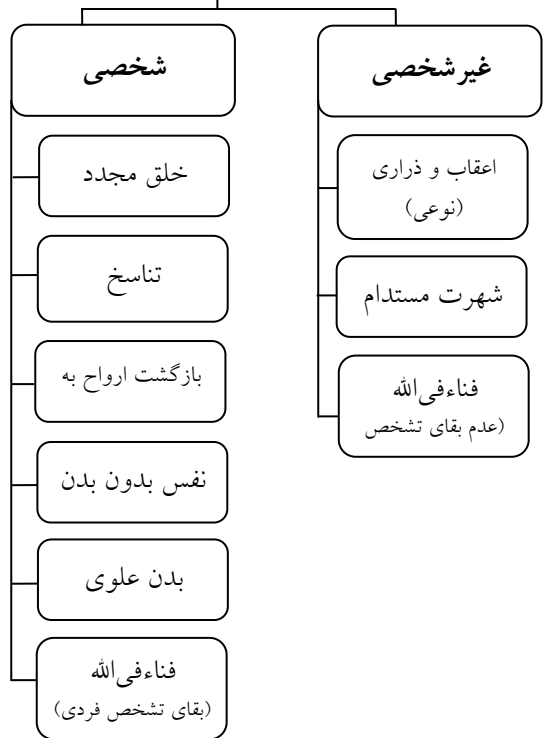 شخصی
خلق مجدد
تناسخ
بازگشت ارواح به
نفس بدون بدن
بدن علوی
فناءفی‌الله
(بقای تشخص فردی)
غیرشخصی
اعقاب و ذراری
(نوعی)
شهرت مستدام
فناءفی‌الله
(عدم بقای تشخص